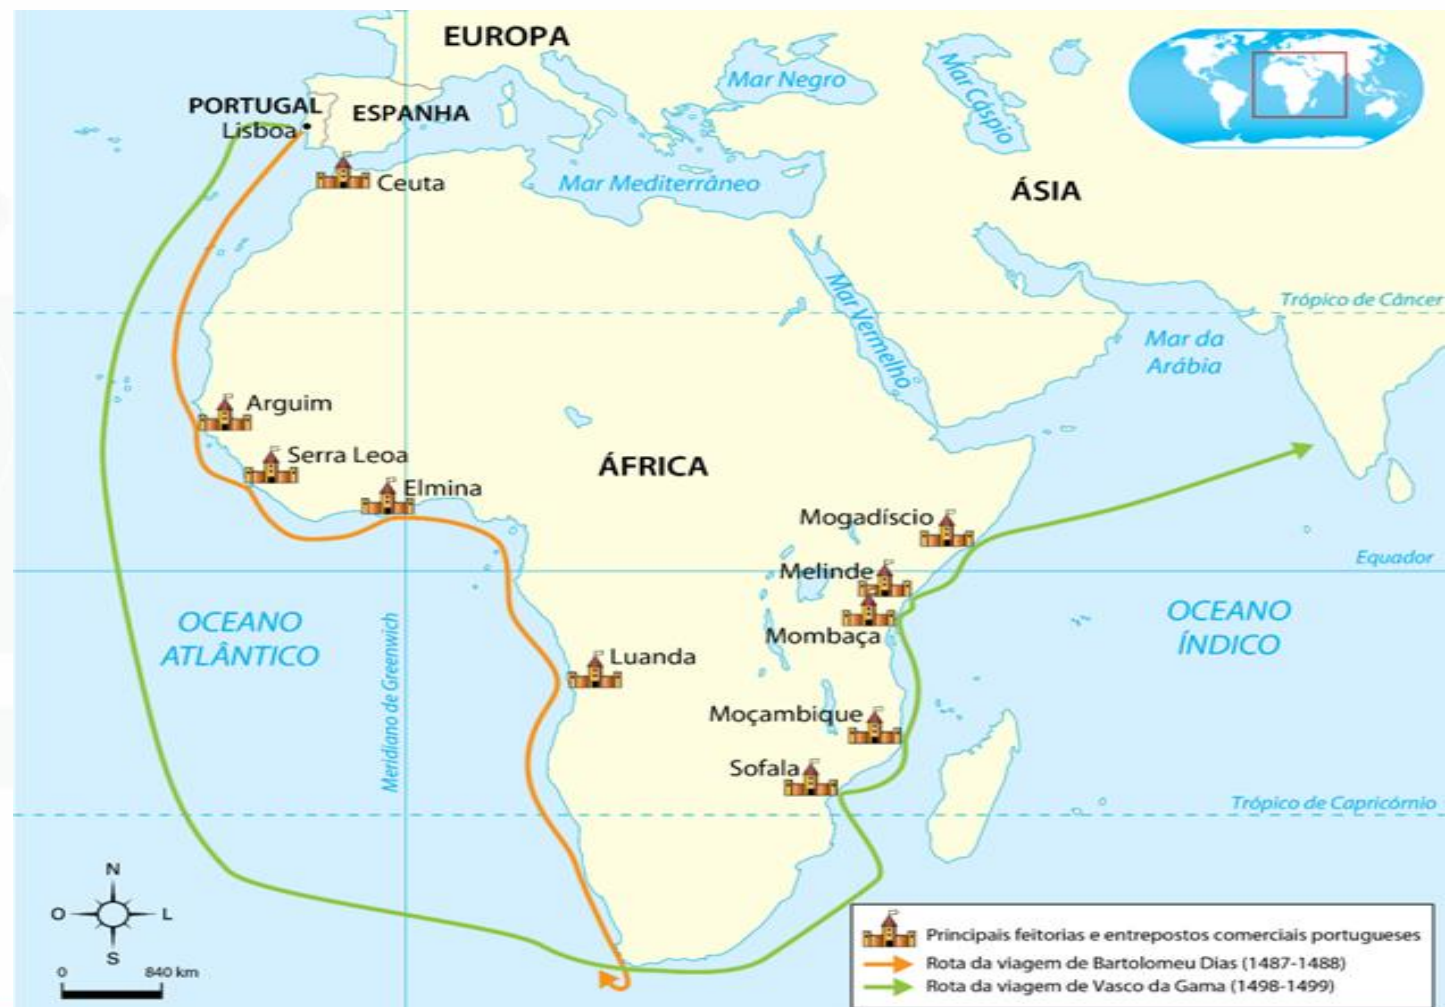 EUROPA
Mar Negro
Mar Cáspio
PORTUGAL
Lisboa
ESPANHA
Ceuta
Mar Mediterrâneo
ÁSIA
Mar Vermelho
Trópico de Câncer
Mar da
Arábia
Arguim
Serra Leoa
Elmina
ÁFRICA
Mogadíscio
Melinde
Mombaça
Equador
OCEANO
ATLÂNTICO
Meridiano de Greenwich
OCEANO
ÍNDICO
Luanda
Moçambique
Sofala
Trópico de Capricórnio
N
O
L
S
0 840 km
Principais feitorias e entrepostos comerciais portugueses
Rota da viagem de Bartolomeu Dias (1487-1488)
Rota da viagem de Vasco da Gama (1498-1499)